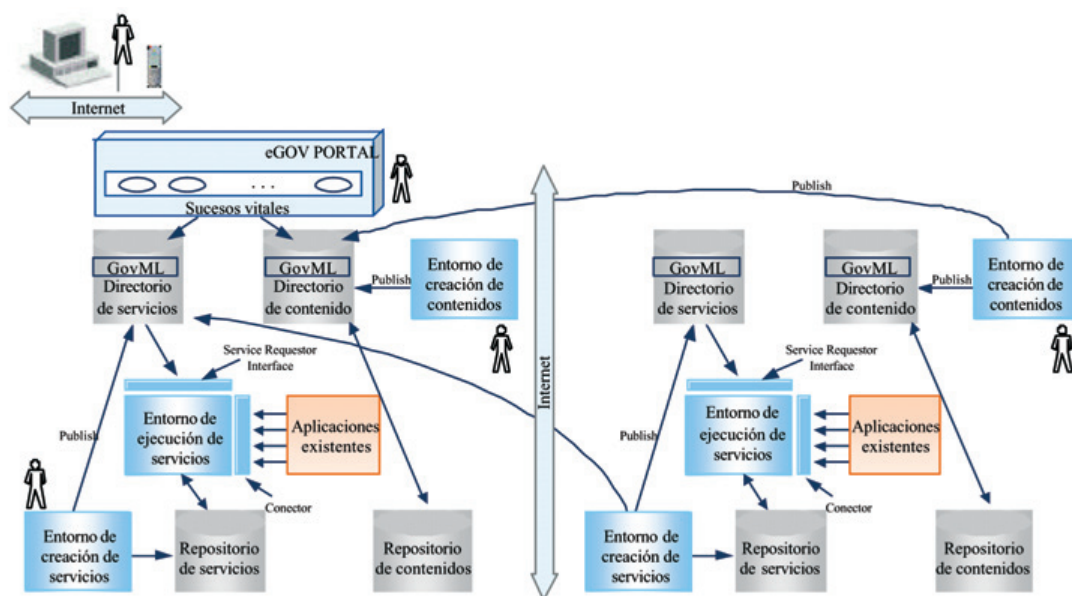 Internet
eGOV PORTAL
...
Sucesos vitales
GovML
Directorio
de servicios
GovML
Directorio
de contenido
Publish
Entorno de
creación de
contenidos
Service Requestor
Interface
Entorno de
ejecución de
servicios
Aplicaciones
existentes
Publish
Conector
Entorno de
creación de
servicios
Repositorio
de servicios
Repositorio
de contenidos
Internet
Publish
GovML
Directorio
de servicios
GovML
Directorio
de contenido
Publish
Entorno de
creación de
contenidos
Service Requestor
Interface
Entorno de
ejecución de
servicios
Aplicaciones
existentes
Publish
Conector
Entorno de
creación de
servicios
Repositorio
de servicios
Repositorio
de contenidos